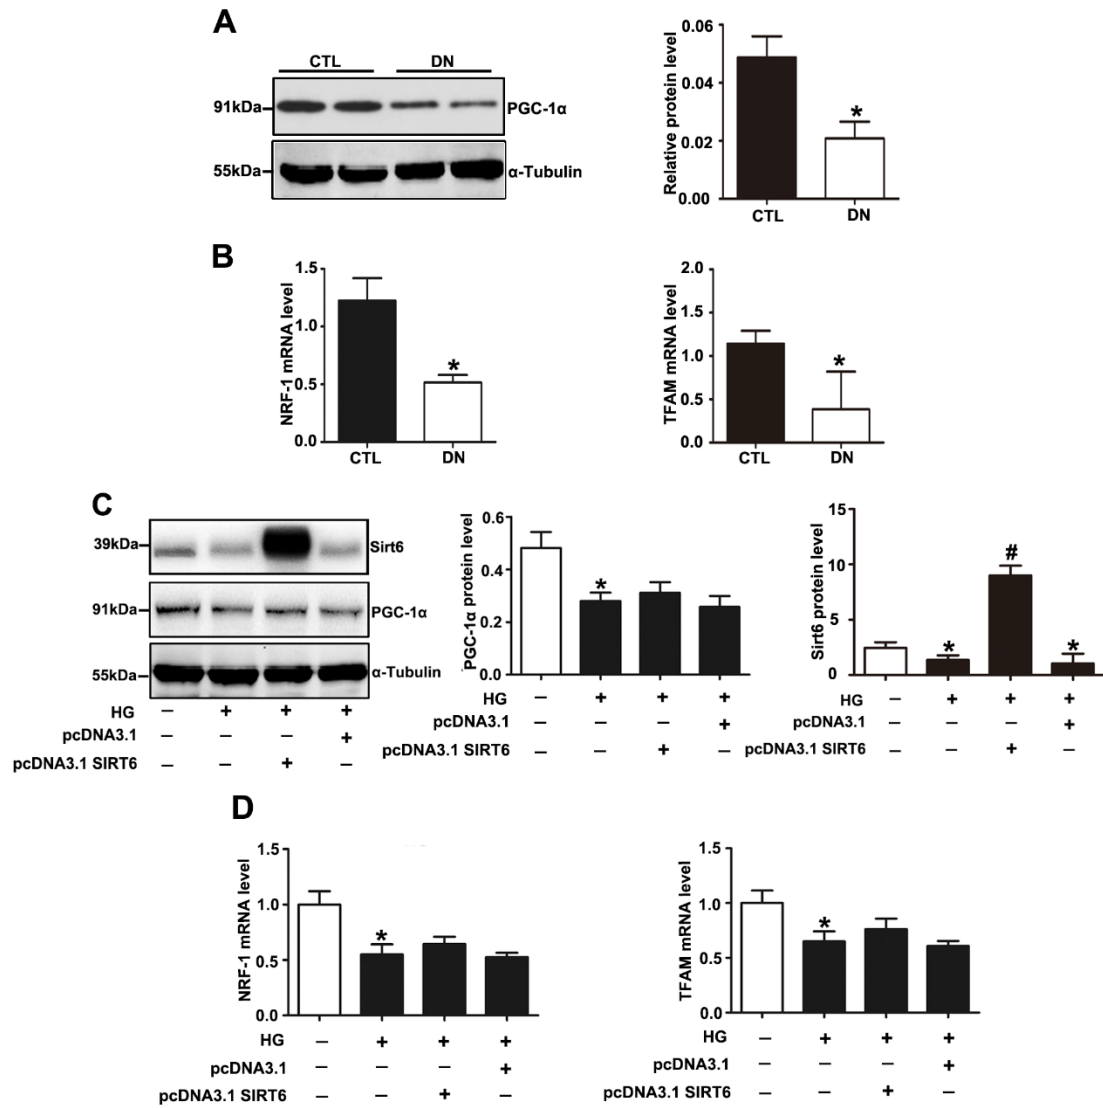 A
CTL DN
91kDa PGC-1α
55kDa α-Tubulin
Relative protein level
0.06
0.04
0.02
0.00
CTL DN
*
B
NRF-1 mRNA level
1.5
1.0
0.5
0.0
CTL DN
*
TFAM mRNA level
2.0
1.5
1.0
0.5
0.0
CTL DN
*
C
39kDa Sirt6
91kDa PGC-1α
55kDa α-Tubulin
HG – + + +
pcDNA3.1 – – – +
pcDNA3.1 SIRT6 – – + –
PGC-1α protein level
0.6
0.4
0.2
0.0
*
HG – + + +
pcDNA3.1 – – – +
pcDNA3.1 SIRT6 – – + –
Sirt6 protein level
15
10
5
0
* # *
HG – + + +
pcDNA3.1 – – – +
pcDNA3.1 SIRT6 – – + –
D
NRF-1 mRNA level
1.5
1.0
0.5
0.0
*
HG – + + +
pcDNA3.1 – – – +
pcDNA3.1 SIRT6 – – + –
TFAM mRNA level
1.5
1.0
0.5
0.0
*
HG – + + +
pcDNA3.1 – – – +
pcDNA3.1 SIRT6 – – + –